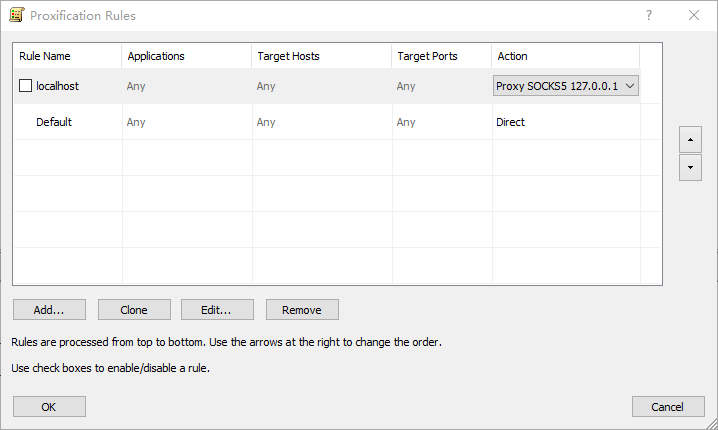 Proxification Rules
Rule Name Applications Target Hosts Target Ports Action
localhost Any Any Any Proxy SOCKS5 127.0.0.1
Default Any Any Any Direct
Add... Clone Edit... Remove
Rules are processed from top to bottom. Use the arrows at the right to change the order.
Use check boxes to enable/disable a rule.
OK Cancel